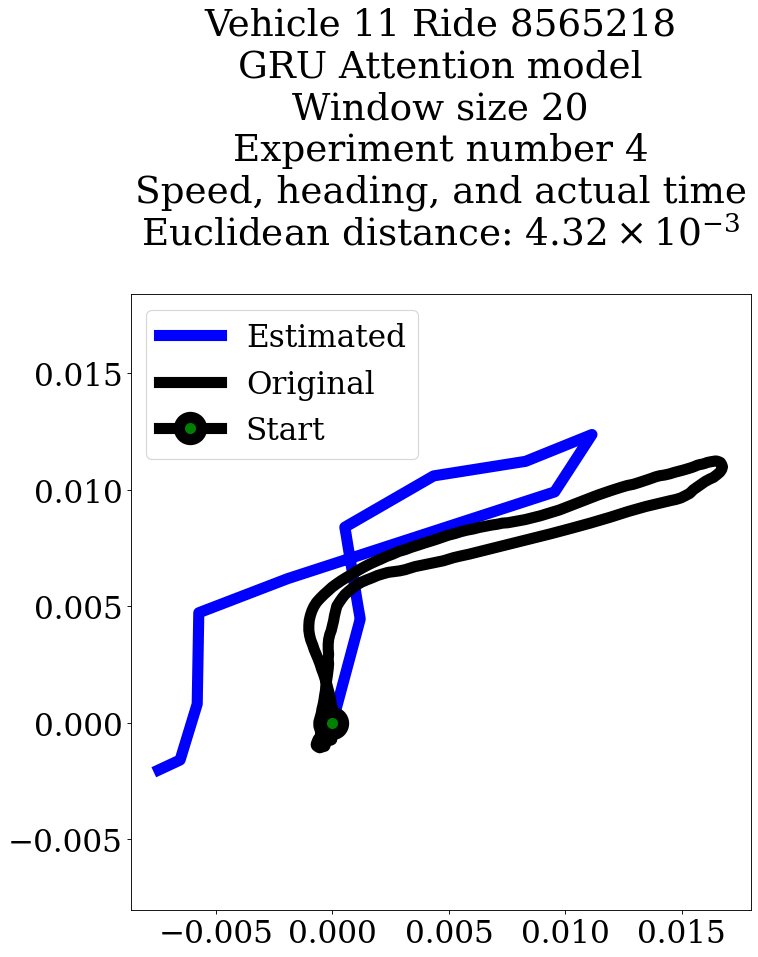 Vehicle 11 Ride 8565218
GRU Attention model
Window size 20
Experiment number 4
Speed, heading, and actual time
Euclidean distance: 4.32 × 10⁻³
Estimated
Original
Start
0.015
0.010
0.005
0.000
−0.005
−0.005 0.000 0.005 0.010 0.015